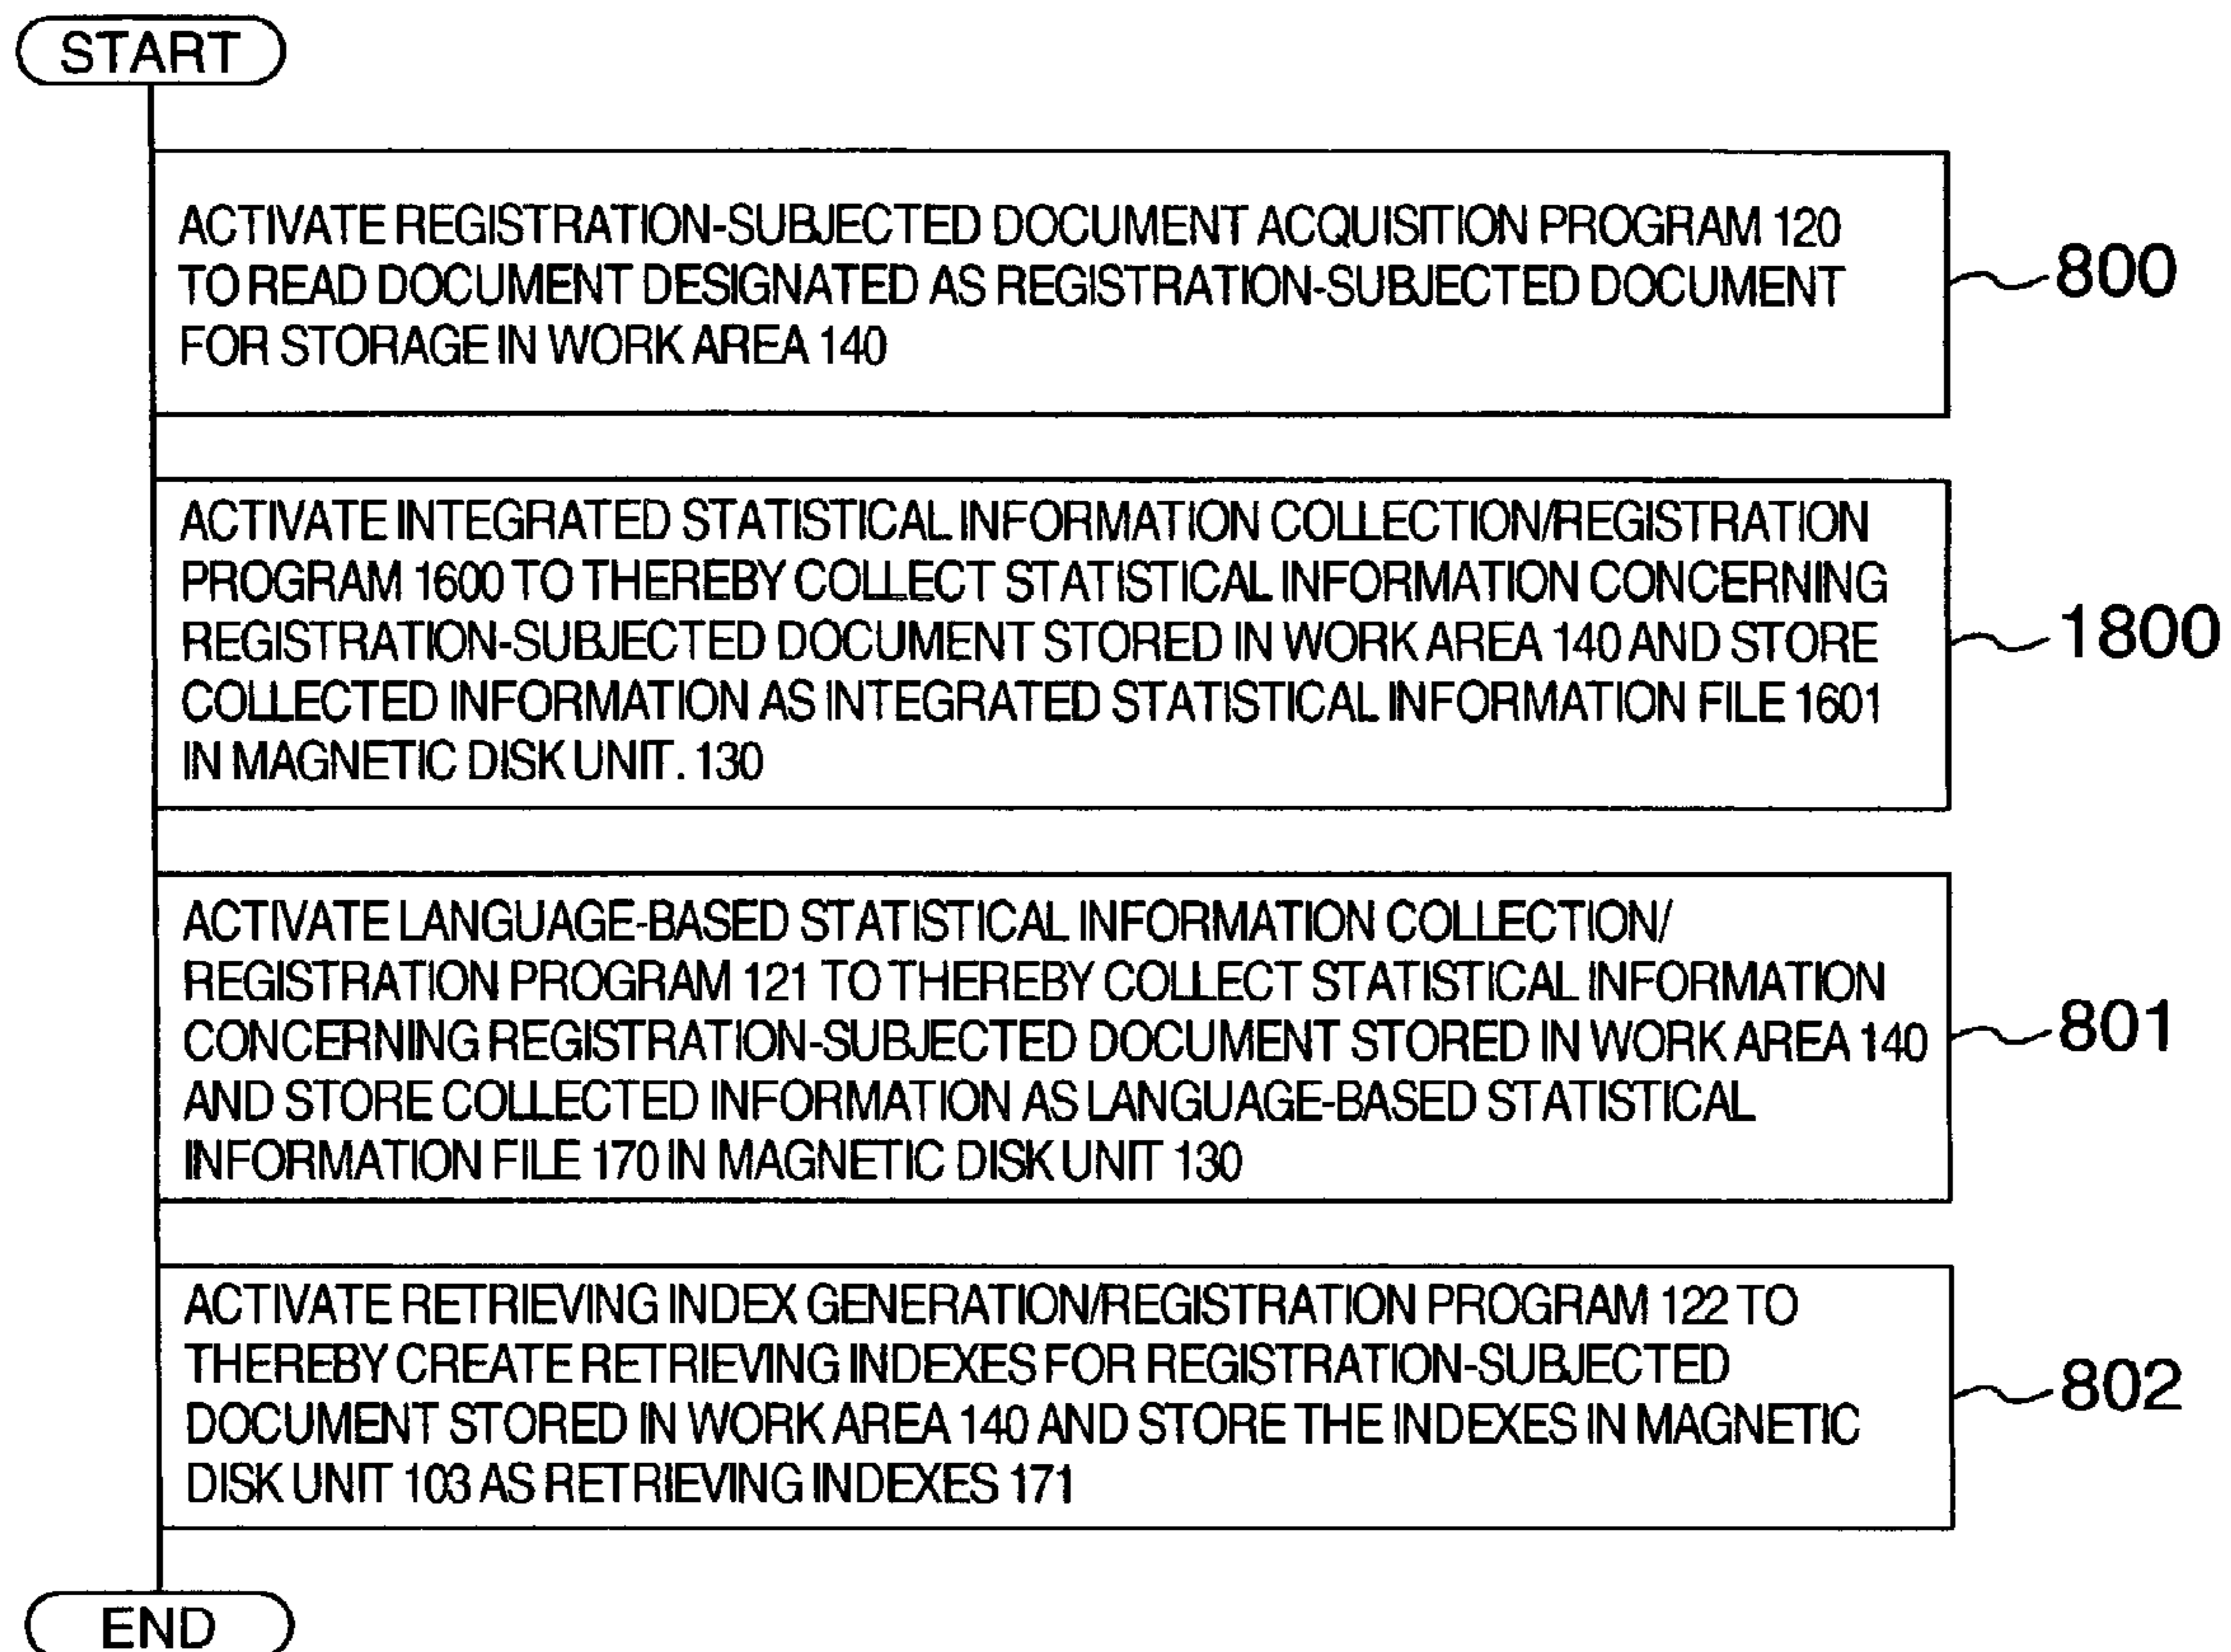 START
ACTIVATE REGISTRATION-SUBJECTED DOCUMENT ACQUISITION PROGRAM 120
TO READ DOCUMENT DESIGNATED AS REGISTRATION-SUBJECTED DOCUMENT
FOR STORAGE IN WORK AREA 140
800
ACTIVATE INTEGRATED STATISTICAL INFORMATION COLLECTION/REGISTRATION
PROGRAM 1600 TO THEREBY COLLECT STATISTICAL INFORMATION CONCERNING
REGISTRATION-SUBJECTED DOCUMENT STORED IN WORK AREA 140 AND STORE
COLLECTED INFORMATION AS INTEGRATED STATISTICAL INFORMATION FILE 1601
IN MAGNETIC DISK UNIT. 130
1800
ACTIVATE LANGUAGE-BASED STATISTICAL INFORMATION COLLECTION/
REGISTRATION PROGRAM 121 TO THEREBY COLLECT STATISTICAL INFORMATION
CONCERNING REGISTRATION-SUBJECTED DOCUMENT STORED IN WORK AREA 140
AND STORE COLLECTED INFORMATION AS LANGUAGE-BASED STATISTICAL
INFORMATION FILE 170 IN MAGNETIC DISK UNIT 130
801
ACTIVATE RETRIEVING INDEX GENERATION/REGISTRATION PROGRAM 122 TO
THEREBY CREATE RETRIEVING INDEXES FOR REGISTRATION-SUBJECTED
DOCUMENT STORED IN WORK AREA 140 AND STORE THE INDEXES IN MAGNETIC
DISK UNIT 103 AS RETRIEVING INDEXES 171
802
END